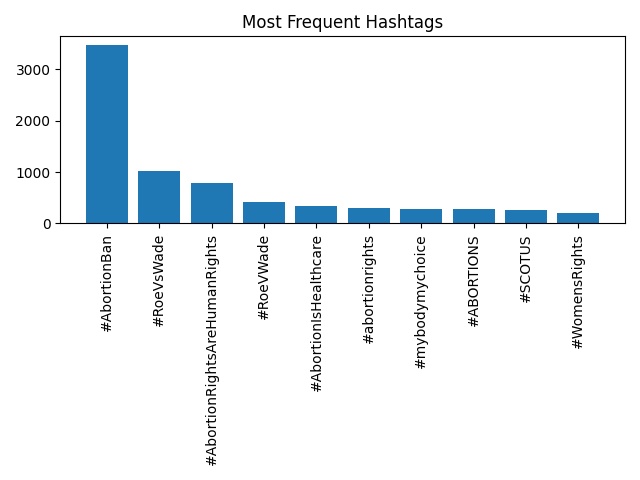 Most Frequent Hashtags
3000
2000
1000
0
#AbortionBan
#RoeVsWade
#AbortionRightsAreHumanRights
#RoeVWade
#AbortionIsHealthcare
#abortionrights
#mybodymychoice
#ABORTIONS
#SCOTUS
#WomensRights